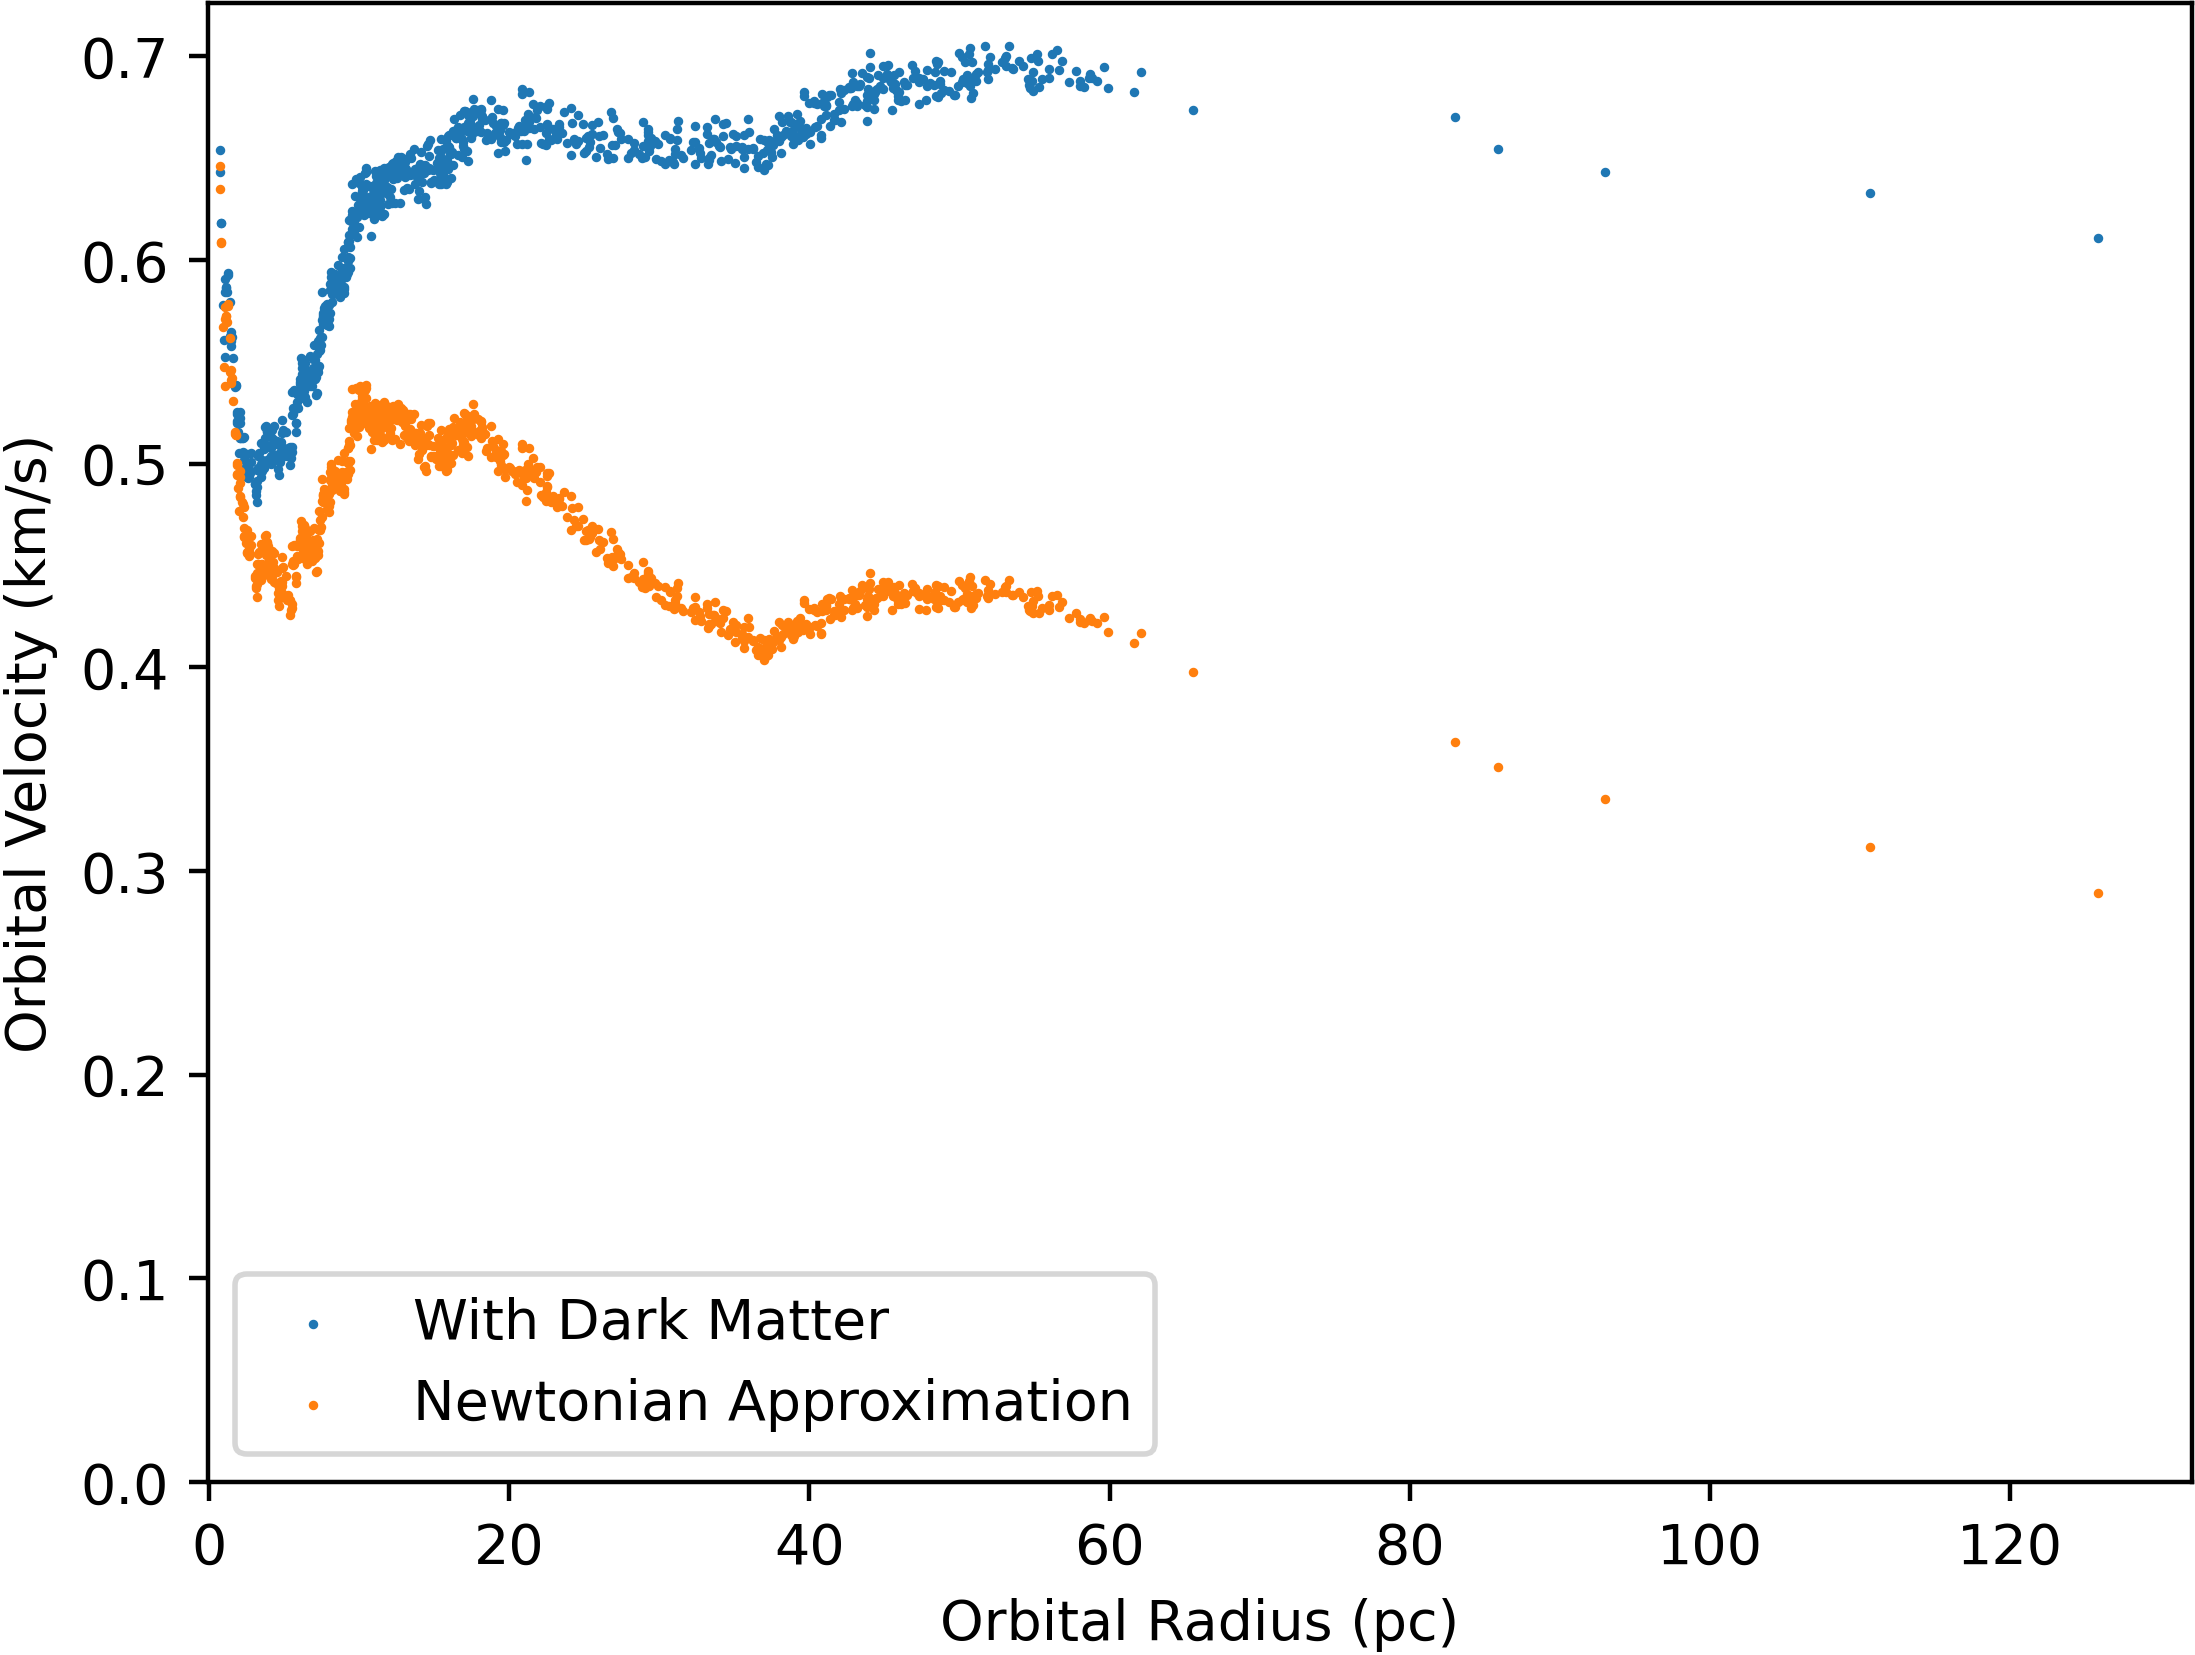 0.7
0.6
0.5
0.4
0.3
0.2
0.1
0.0
Orbital Velocity (km/s)
With Dark Matter
Newtonian Approximation
0 20 40 60 80 100 120
Orbital Radius (pc)